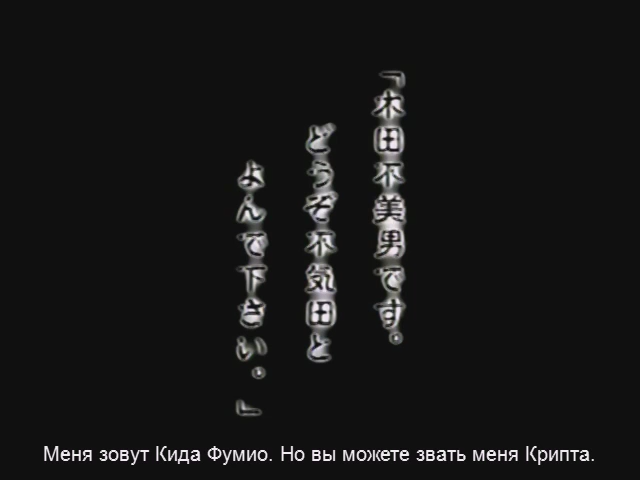 「木田不美男です。
どうぞ不気田と
よんで下さい。」
Меня зовут Кида Фумио. Но вы можете звать меня Крипта.